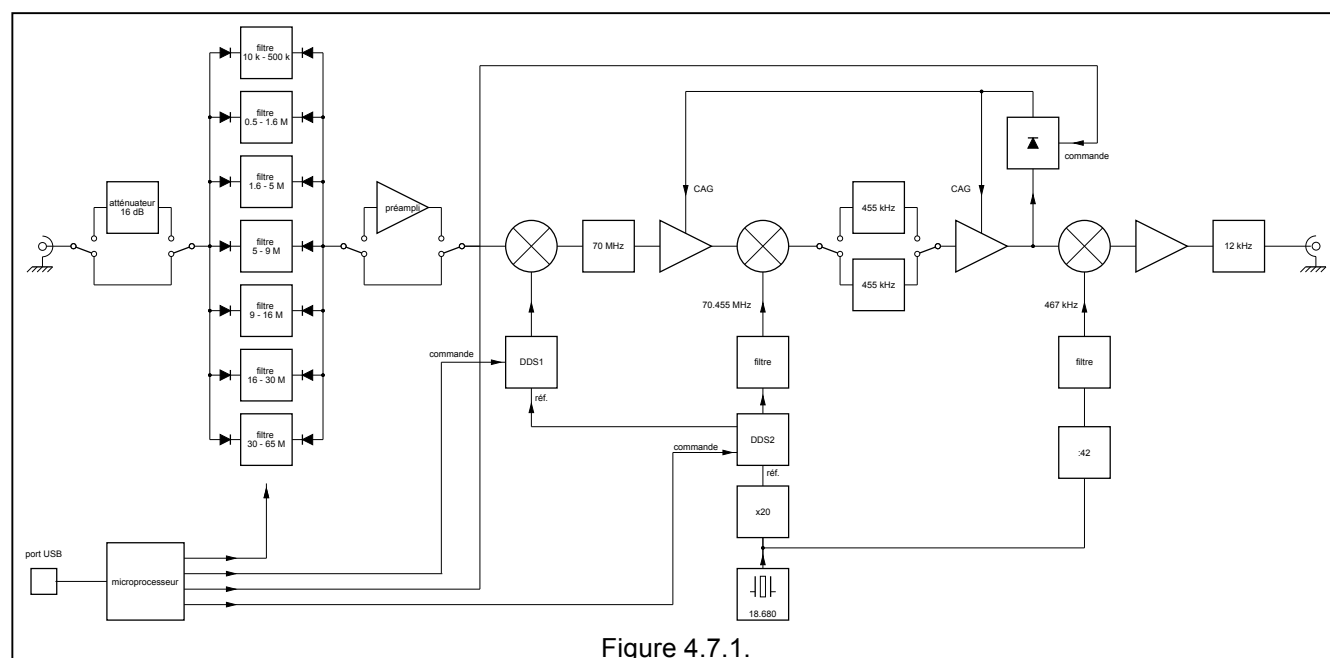 filtre
10 k - 500 k
filtre
0.5 - 1.6 M
filtre
1.6 - 5 M
filtre
5 - 9 M
filtre
9 - 16 M
filtre
16 - 30 M
filtre
30 - 65 M
atténuateur
16 dB
préampli
CAG
CAG
commande
70 MHz
455 kHz
455 kHz
12 kHz
70.455 MHz
467 kHz
commande
DDS1
réf.
filtre
filtre
commande
DDS2
réf.
:42
x20
port USB
microprocesseur
18.680
Figure 4.7.1.